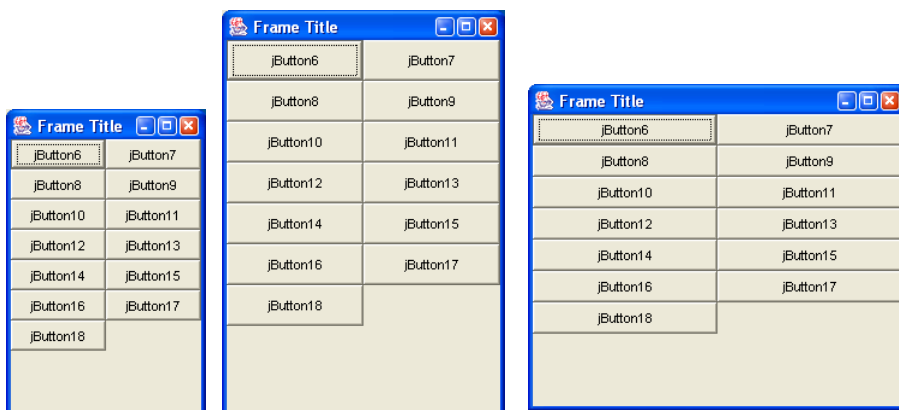 Frame Title
jButton6 jButton7
jButton8 jButton9
jButton10 jButton11
jButton12 jButton13
jButton14 jButton15
jButton16 jButton17
jButton18
Frame Title
jButton6 jButton7
jButton8 jButton9
jButton10 jButton11
jButton12 jButton13
jButton14 jButton15
jButton16 jButton17
jButton18
Frame Title
jButton6 jButton7
jButton8 jButton9
jButton10 jButton11
jButton12 jButton13
jButton14 jButton15
jButton16 jButton17
jButton18